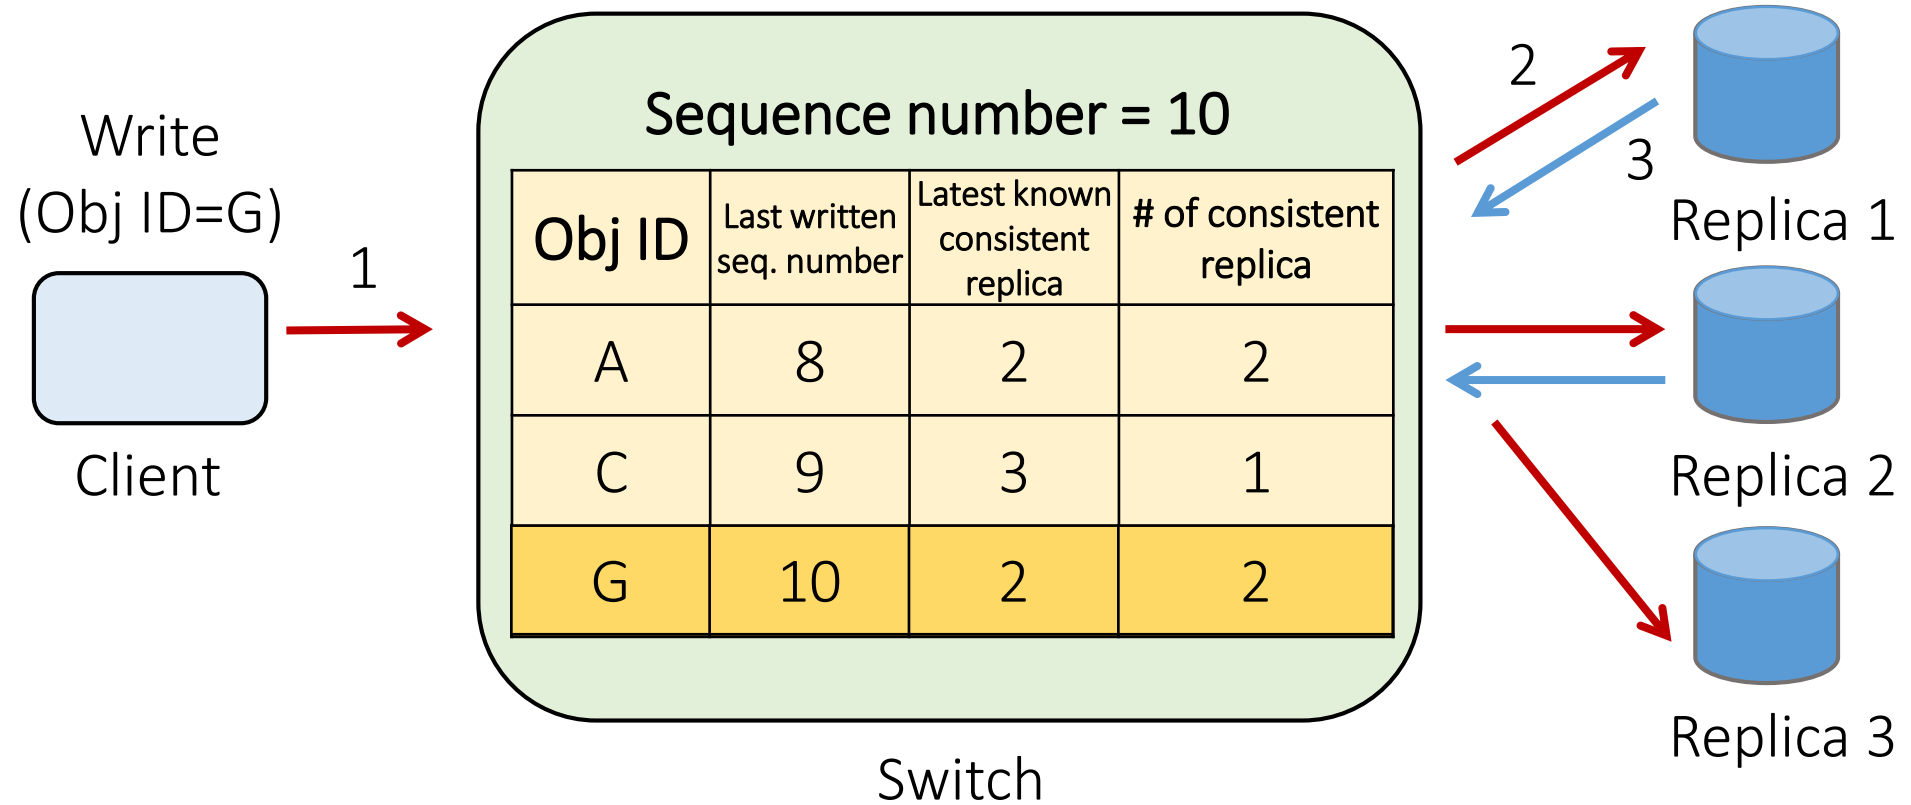 Write
(Obj ID=G)
1
Client
Sequence number = 10
Obj ID
Last written
seq. number
Latest known
consistent
replica
# of consistent
replica
A 8 2 2
C 9 3 1
G 10 2 2
Switch
2
3
Replica 1
Replica 2
Replica 3